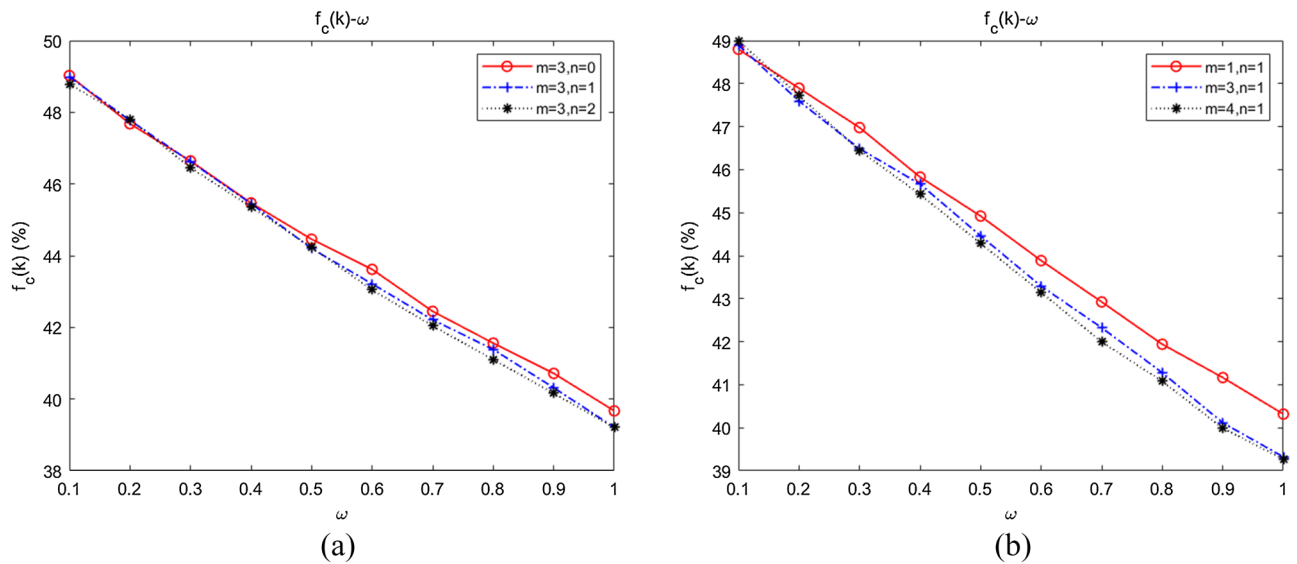 f_c(k)-ω
50
48
46
44
42
40
38
f_c(k) (%)
m=3,n=0
m=3,n=1
m=3,n=2
0.1 0.2 0.3 0.4 0.5 0.6 0.7 0.8 0.9 1
ω
(a)
f_c(k)-ω
49
48
47
46
45
44
43
42
41
40
39
f_c(k) (%)
m=1,n=1
m=3,n=1
m=4,n=1
0.1 0.2 0.3 0.4 0.5 0.6 0.7 0.8 0.9 1
ω
(b)